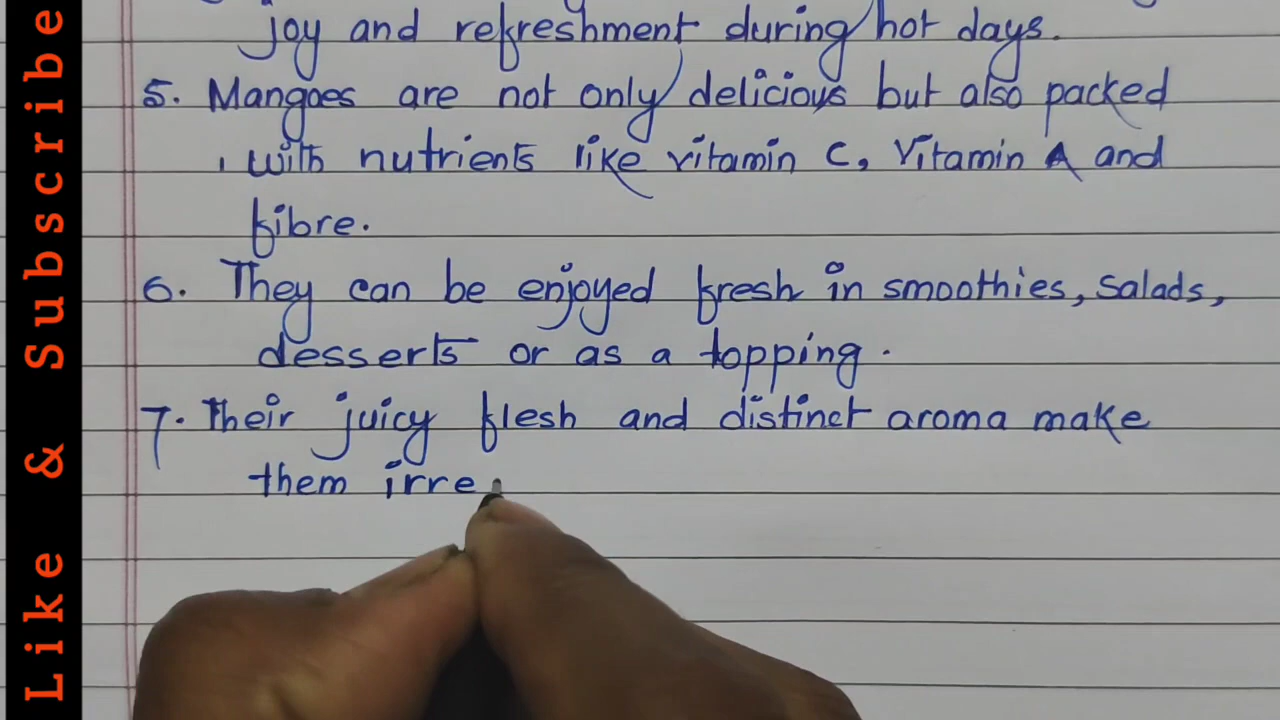 Like & Subscribe
joy and refreshment during hot days.
5. Mangoes are not only delicious but also packed
with nutrients like vitamin C, Vitamin A and
fibre.
6. They can be enjoyed fresh in smoothies, Salads,
desserts or as a topping.
7. Their juicy flesh and distinct aroma make
them irre